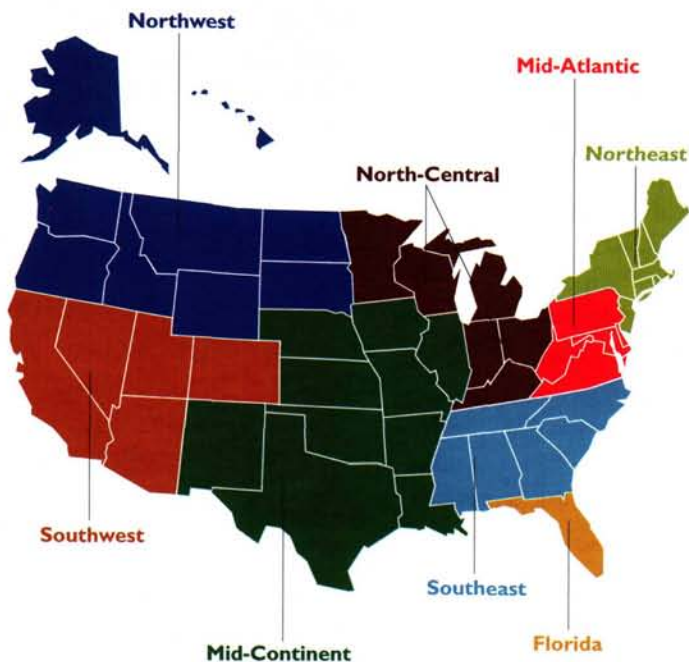 Northwest
Mid-Atlantic
Northeast
North-Central
Southwest
Southeast
Mid-Continent
Florida